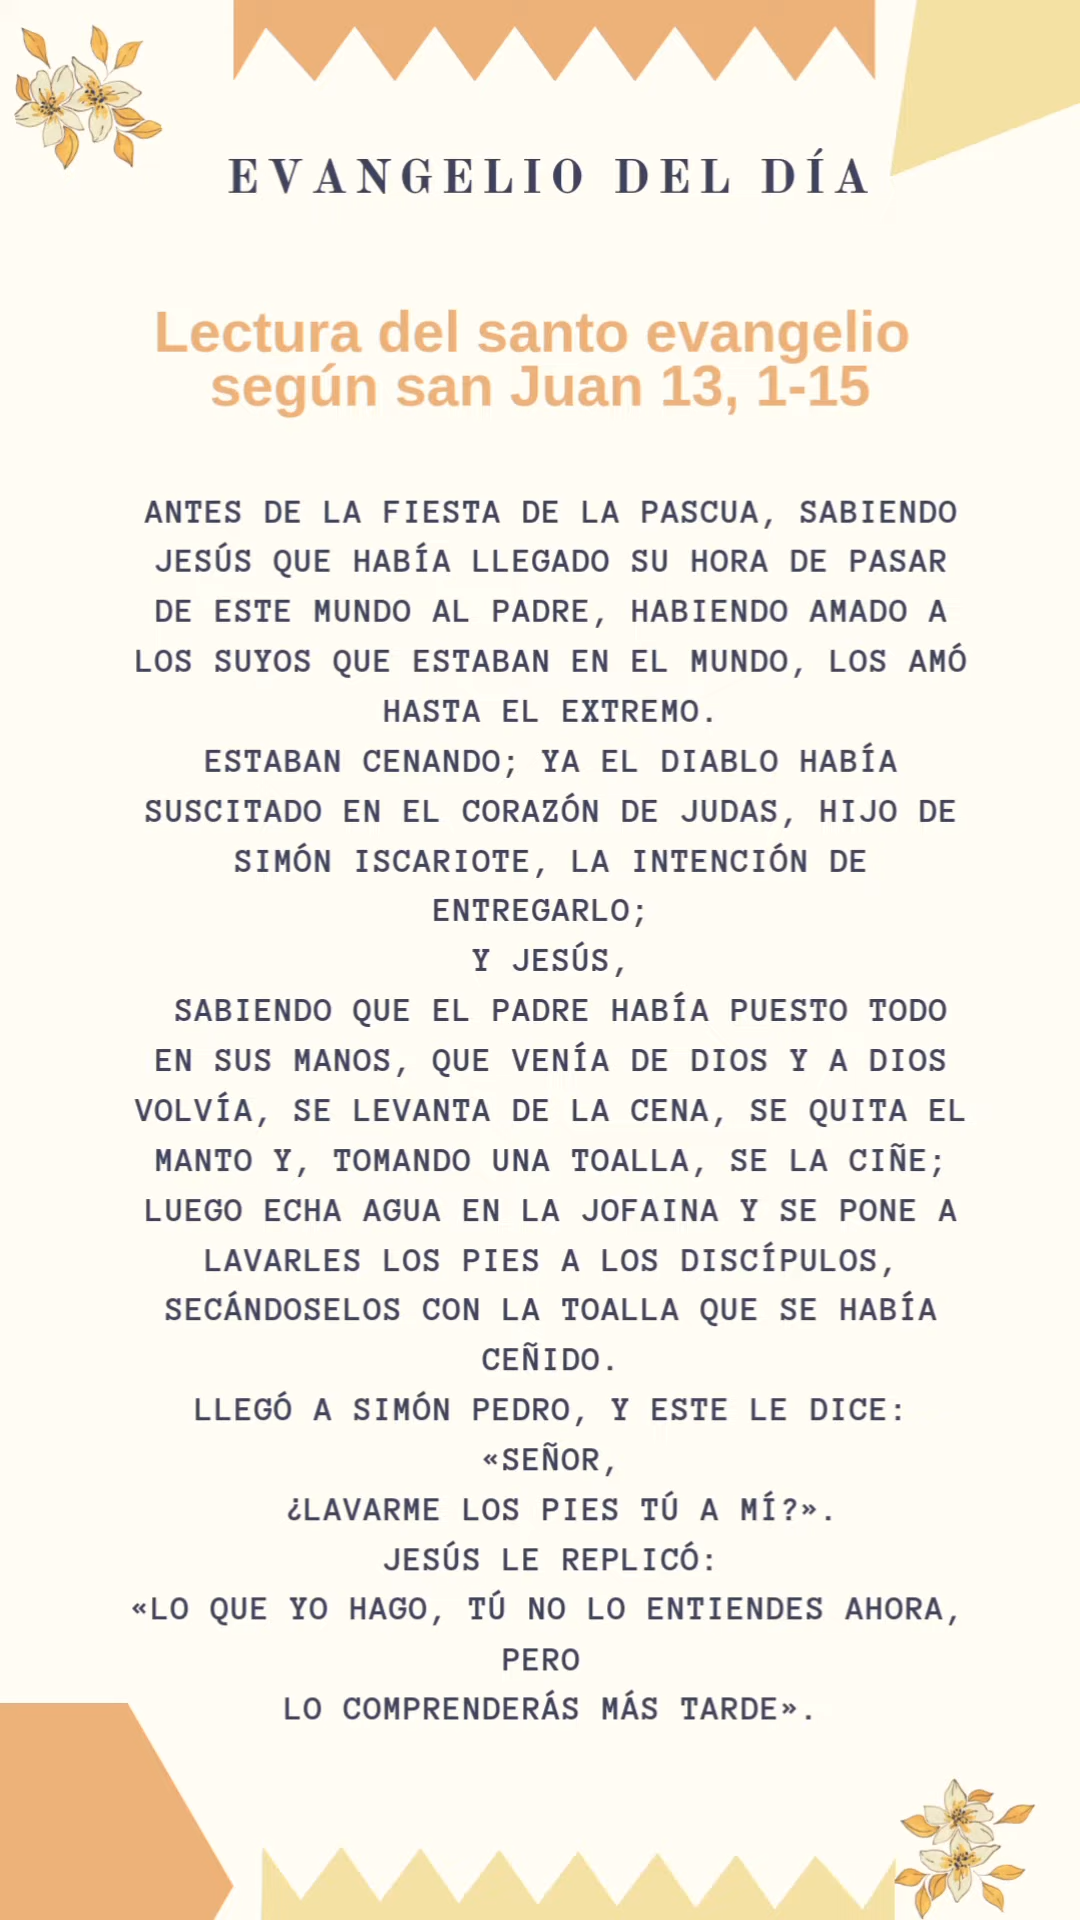 EVANGELIO DEL DÍA
Lectura del santo evangelio
según san Juan 13, 1-15
ANTES DE LA FIESTA DE LA PASCUA, SABIENDO
JESÚS QUE HABÍA LLEGADO SU HORA DE PASAR
DE ESTE MUNDO AL PADRE, HABIENDO AMADO A
LOS SUYOS QUE ESTABAN EN EL MUNDO, LOS AMÓ
HASTA EL EXTREMO.
ESTABAN CENANDO; YA EL DIABLO HABÍA
SUSCITADO EN EL CORAZÓN DE JUDAS, HIJO DE
SIMÓN ISCARIOTE, LA INTENCIÓN DE
ENTREGARLO;
Y JESÚS,
SABIENDO QUE EL PADRE HABÍA PUESTO TODO
EN SUS MANOS, QUE VENÍA DE DIOS Y A DIOS
VOLVÍA, SE LEVANTA DE LA CENA, SE QUITA EL
MANTO Y, TOMANDO UNA TOALLA, SE LA CIÑE;
LUEGO ECHA AGUA EN LA JOFAINA Y SE PONE A
LAVARLES LOS PIES A LOS DISCÍPULOS,
SECÁNDOSELOS CON LA TOALLA QUE SE HABÍA
CEÑIDO.
LLEGÓ A SIMÓN PEDRO, Y ESTE LE DICE:
«SEÑOR,
¿LAVARME LOS PIES TÚ A MÍ?».
JESÚS LE REPLICÓ:
«LO QUE YO HAGO, TÚ NO LO ENTIENDES AHORA,
PERO
LO COMPRENDERÁS MÁS TARDE».